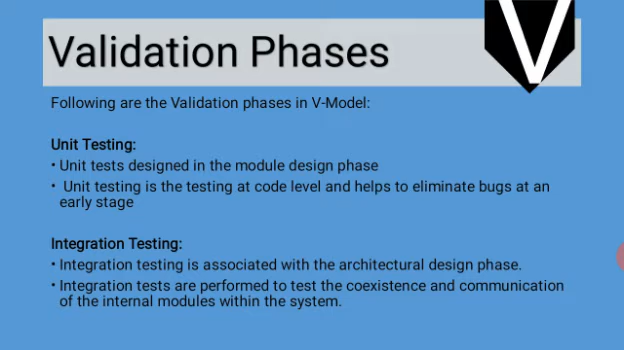 Validation Phases
V
Following are the Validation phases in V-Model:
Unit Testing:
• Unit tests designed in the module design phase
• Unit testing is the testing at code level and helps to eliminate bugs at an
early stage
Integration Testing:
• Integration testing is associated with the architectural design phase.
• Integration tests are performed to test the coexistence and communication
of the internal modules within the system.